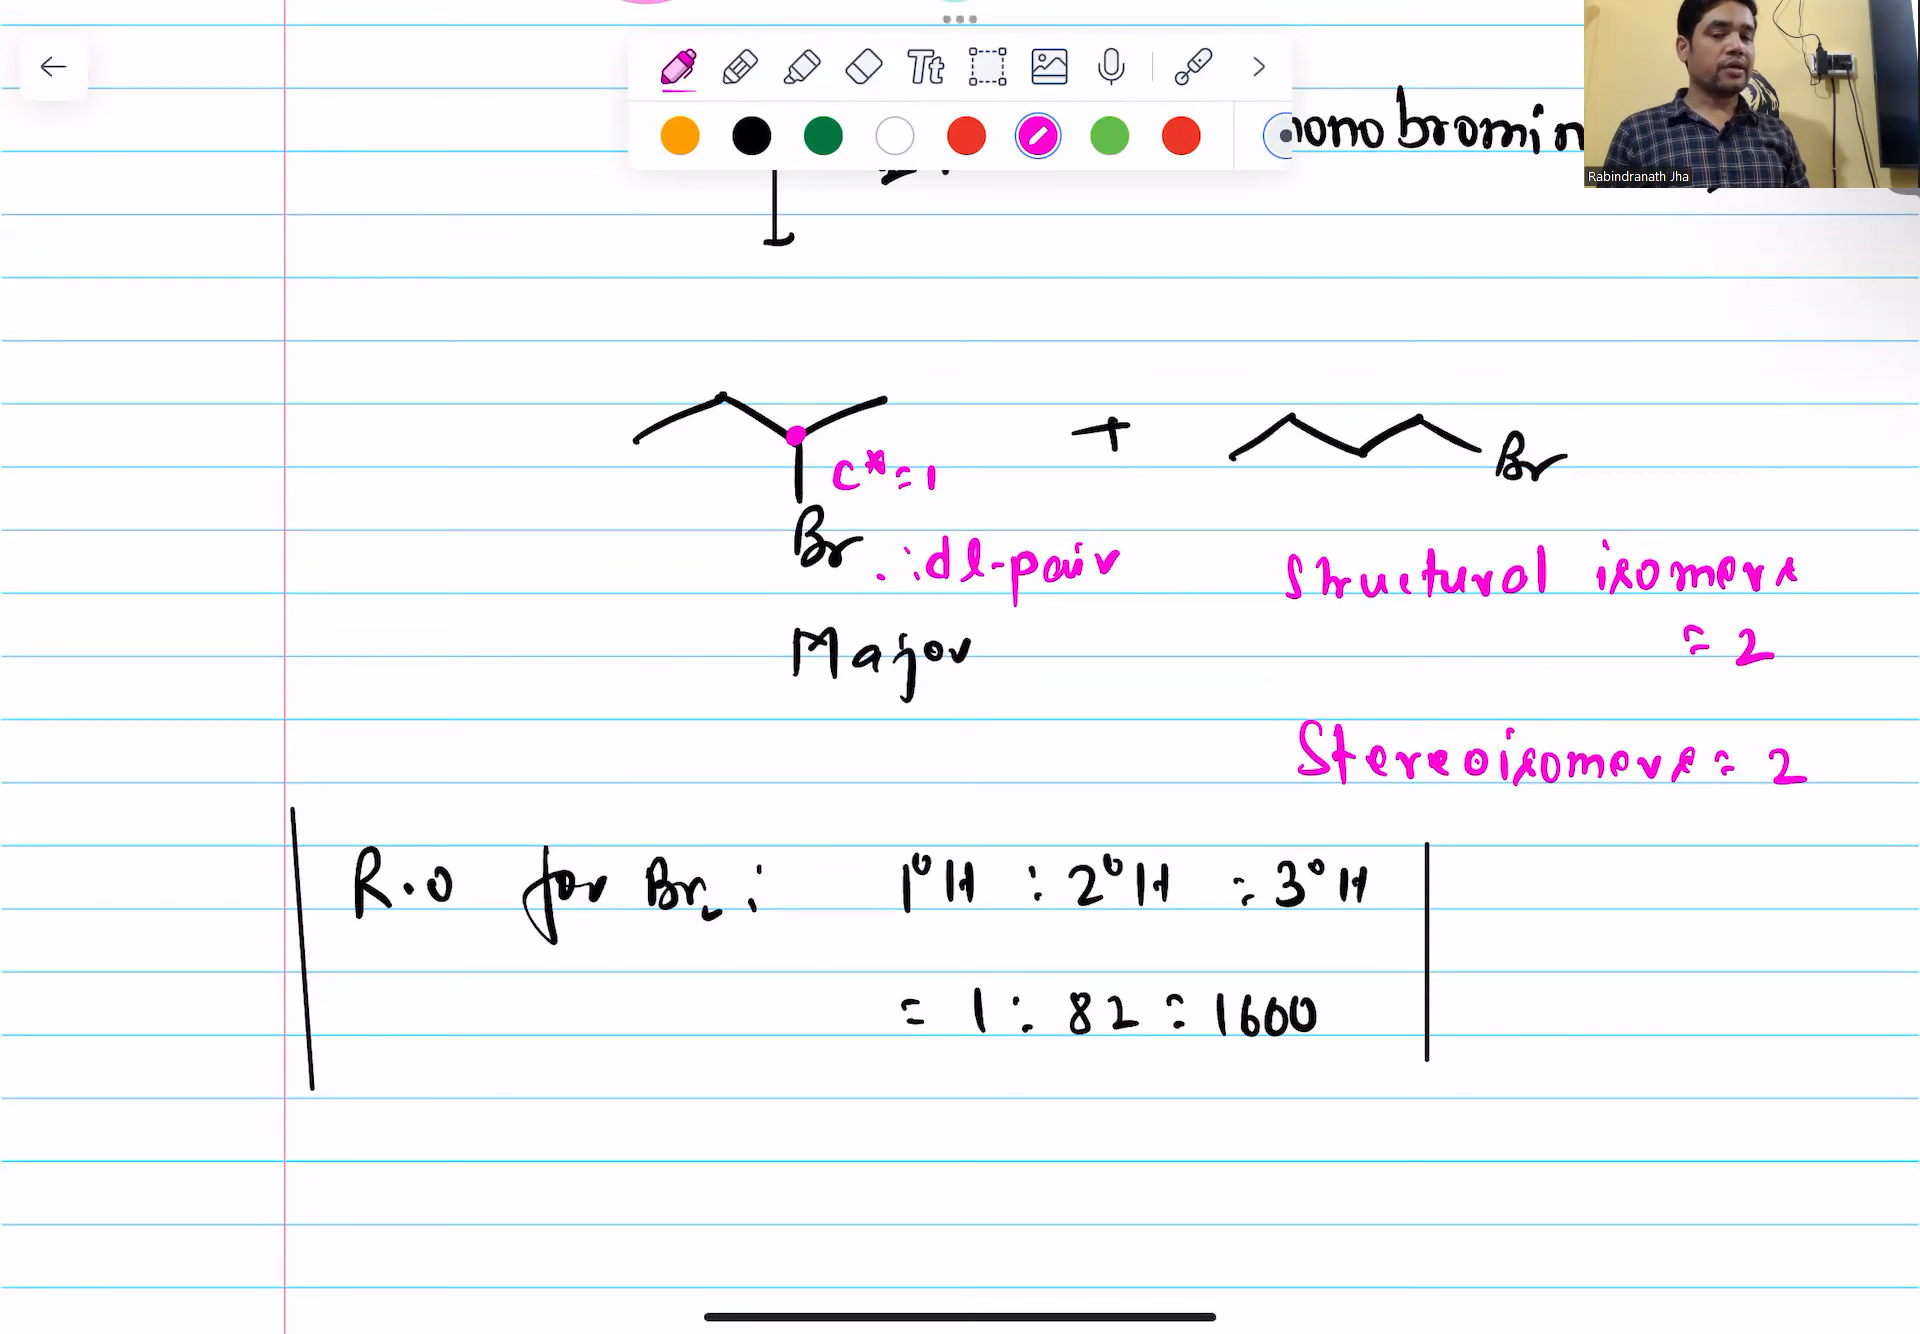 Tt
mono bromin
Rabindranath Jha
+
Br
C* = 1
Br
∴ dl-pair
Structural isomers
= 2
Major
Stereoisomers = 2
R.O for Br₂ : 1°H : 2°H : 3°H
= 1 : 82 : 1600